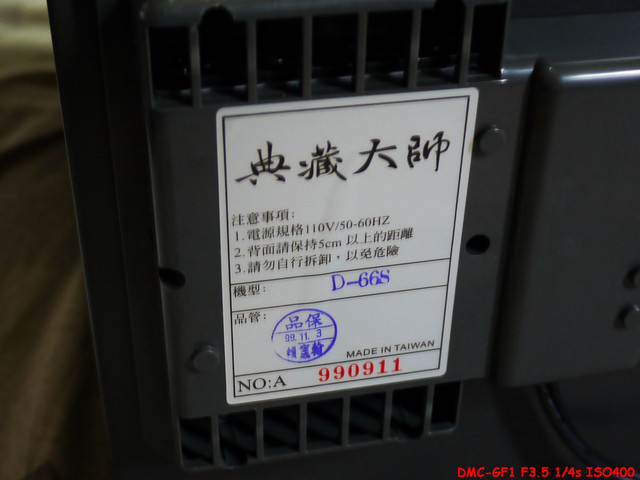 典藏大師
注意事項:
1.電源規格110V/50-60HZ
2.背面請保持5cm 以上的距離
3.請勿自行拆卸，以免危險
機型: D-66S
品管: 品保
99.11.3
MADE IN TAIWAN
NO:A 990911
DMC-GF1 F3.5 1/4s ISO400